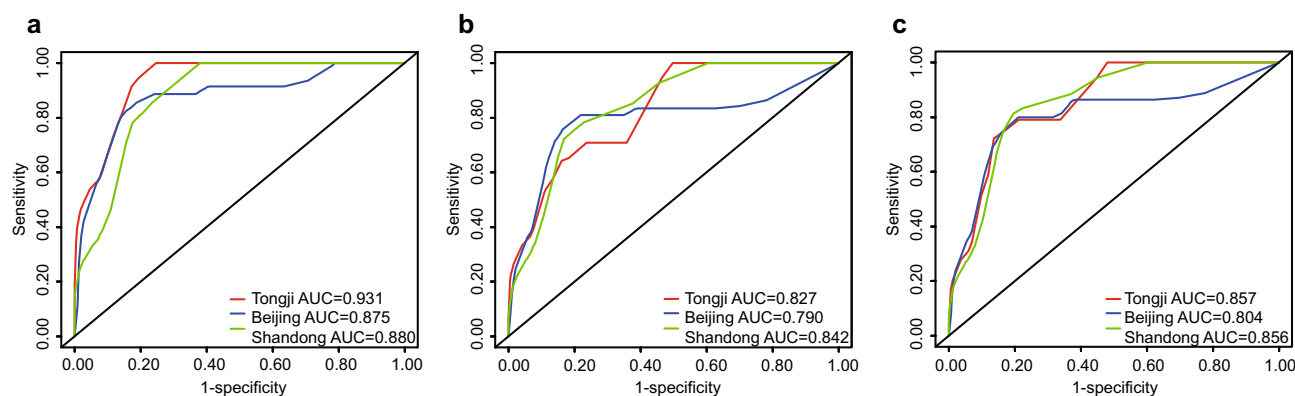 a
1.00
0.80
0.60
0.40
0.20
0.00
Sensitivity
Tongji AUC=0.931
Beijing AUC=0.875
Shandong AUC=0.880
0.00 0.20 0.40 0.60 0.80 1.00
1-specificity
b
1.00
0.80
0.60
0.40
0.20
0.00
Sensitivity
Tongji AUC=0.827
Beijing AUC=0.790
Shandong AUC=0.842
0.00 0.20 0.40 0.60 0.80 1.00
1-specificity
c
1.00
0.80
0.60
0.40
0.20
0.00
Sensitivity
Tongji AUC=0.857
Beijing AUC=0.804
Shandong AUC=0.856
0.00 0.20 0.40 0.60 0.80 1.00
1-specificity